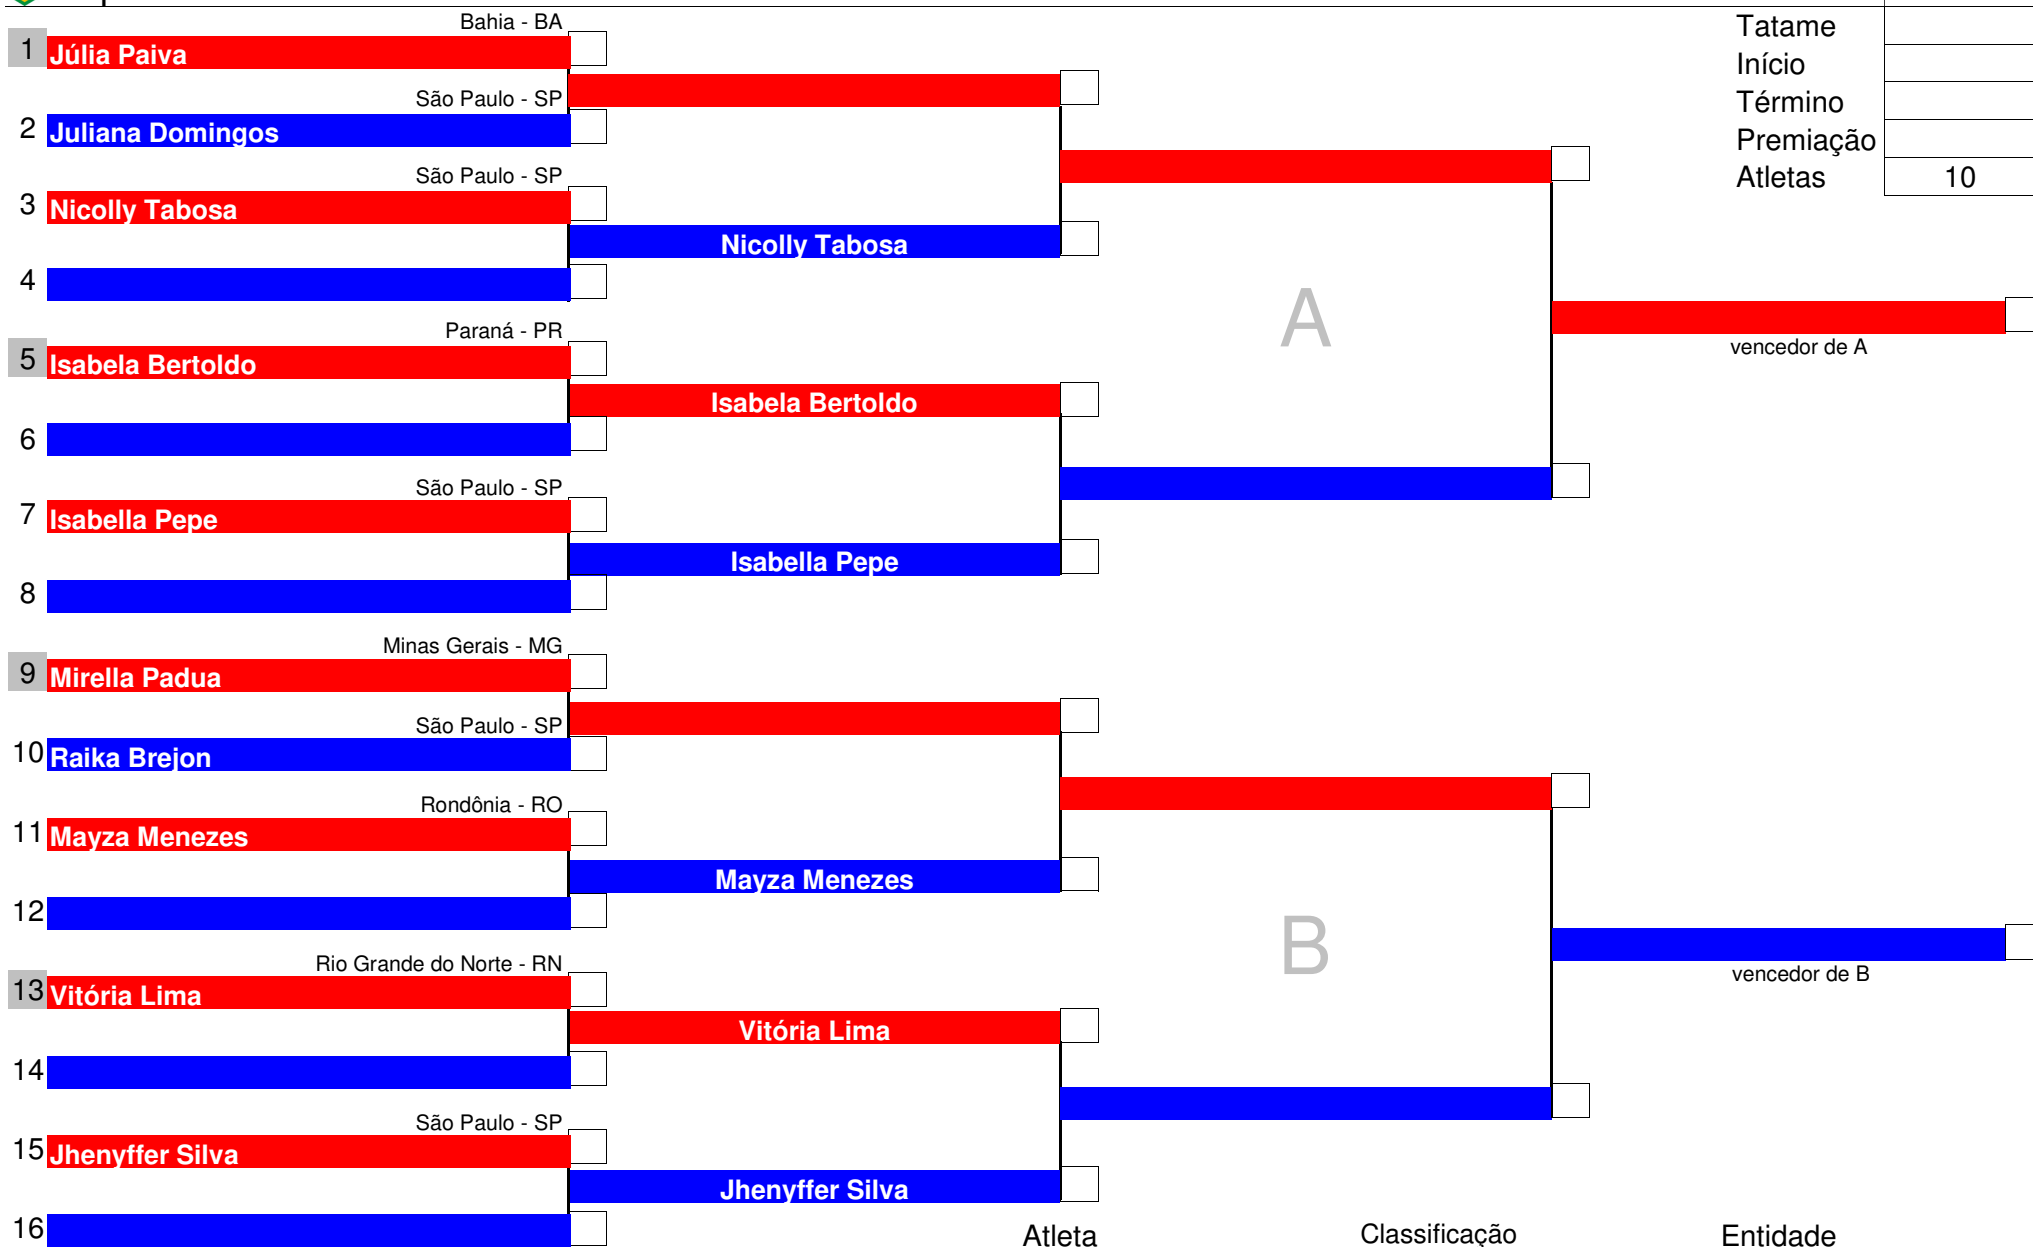 Bahia - BA
1 Júlia Paiva
São Paulo - SP
2 Juliana Domingos
São Paulo - SP
3 Nicolly Tabosa
Nicolly Tabosa
4
Paraná - PR
5 Isabela Bertoldo
Isabela Bertoldo
6
São Paulo - SP
7 Isabella Pepe
Isabella Pepe
8
Minas Gerais - MG
9 Mirella Padua
São Paulo - SP
10 Raika Brejon
Rondônia - RO
11 Mayza Menezes
Mayza Menezes
12
Rio Grande do Norte - RN
13 Vitória Lima
Vitória Lima
14
São Paulo - SP
15 Jhenyffer Silva
Jhenyffer Silva
16
A
vencedor de A
B
vencedor de B
Tatame
Início
Término
Premiação
Atletas 10
Atleta Classificação Entidade